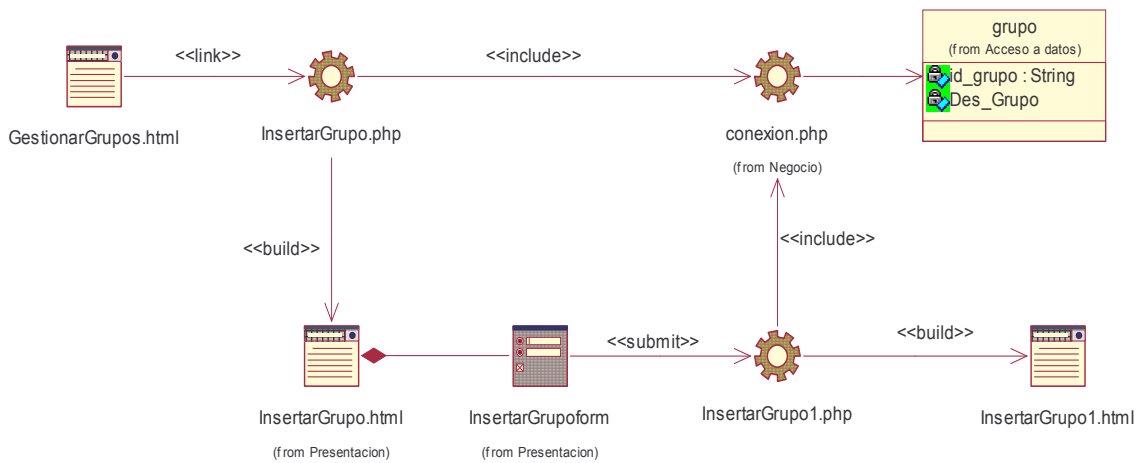 grupo
(from Acceso a datos)
id_grupo : String
Des_Grupo
<<link>>
<<include>>
GestionarGrupos.html
InsertarGrupo.php
conexion.php
(from Negocio)
<<build>>
<<include>>
<<submit>>
<<build>>
InsertarGrupo.html
(from Presentacion)
InsertarGrupoform
(from Presentacion)
InsertarGrupo1.php
InsertarGrupo1.html